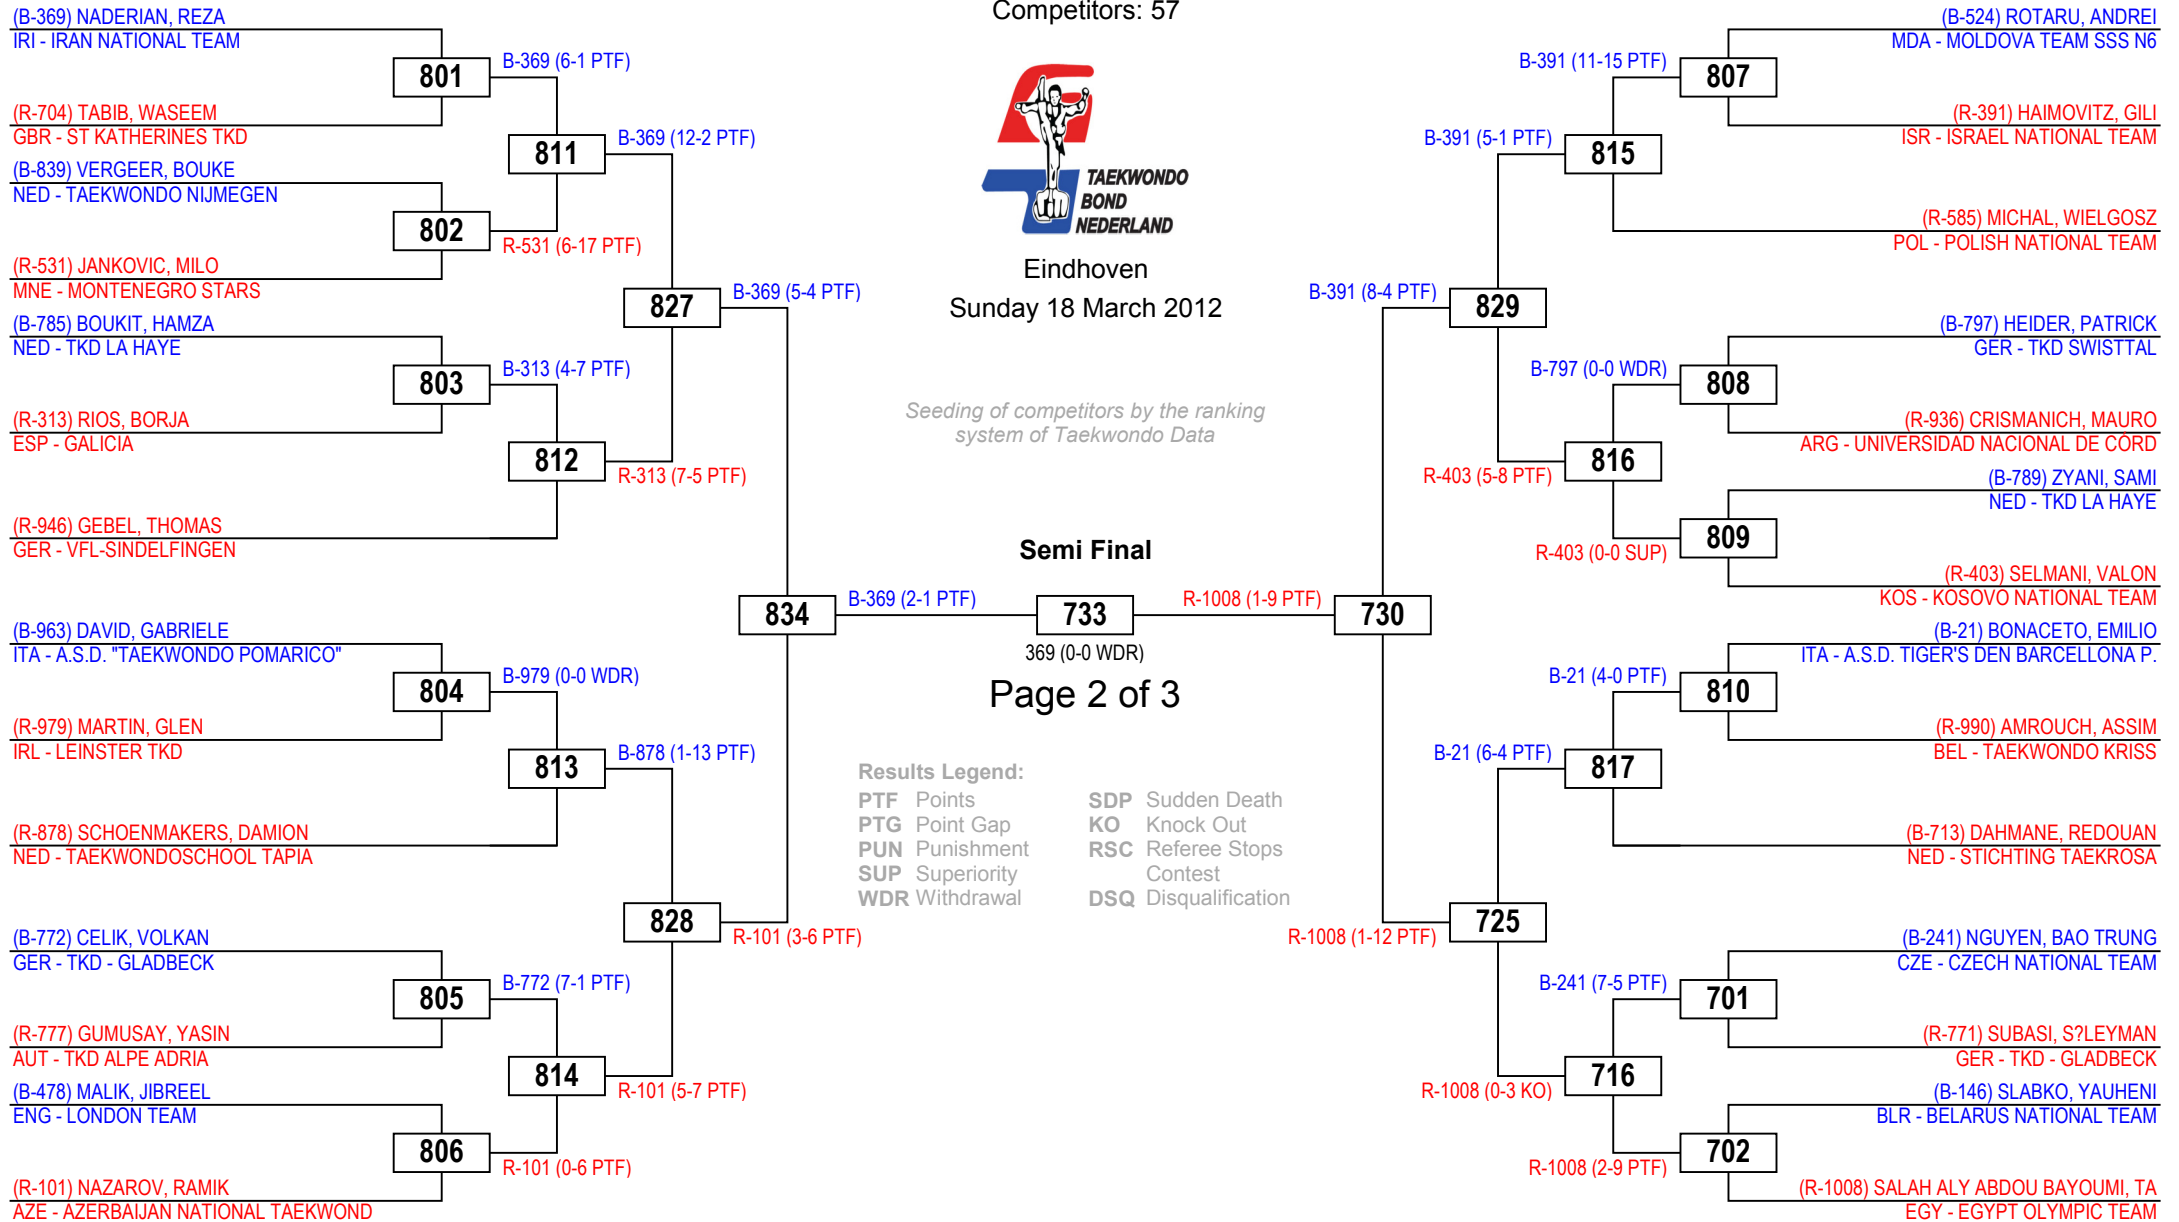 Competitors: 57
TAEKWONDO
BOND
NEDERLAND
Eindhoven
Sunday 18 March 2012
Seeding of competitors by the ranking
system of Taekwondo Data
(B-369) NADERIAN, REZA
IRI - IRAN NATIONAL TEAM
801
B-369 (6-1 PTF)
(R-704) TABIB, WASEEM
GBR - ST KATHERINES TKD
811
B-369 (12-2 PTF)
(B-839) VERGEER, BOUKE
NED - TAEKWONDO NIJMEGEN
802
R-531 (6-17 PTF)
(R-531) JANKOVIC, MILO
MNE - MONTENEGRO STARS
827
B-369 (5-4 PTF)
(B-785) BOUKIT, HAMZA
NED - TKD LA HAYE
803
B-313 (4-7 PTF)
(R-313) RIOS, BORJA
ESP - GALICIA
812
R-313 (7-5 PTF)
(R-946) GEBEL, THOMAS
GER - VFL-SINDELFINGEN
834
B-369 (2-1 PTF)
(B-963) DAVID, GABRIELE
ITA - A.S.D. "TAEKWONDO POMARICO"
804
B-979 (0-0 WDR)
(R-979) MARTIN, GLEN
IRL - LEINSTER TKD
813
B-878 (1-13 PTF)
(R-878) SCHOENMAKERS, DAMION
NED - TAEKWONDOSCHOOL TAPIA
828
R-101 (3-6 PTF)
(B-772) CELIK, VOLKAN
GER - TKD - GLADBECK
805
B-772 (7-1 PTF)
(R-777) GUMUSAY, YASIN
AUT - TKD ALPE ADRIA
814
R-101 (5-7 PTF)
(B-478) MALIK, JIBREEL
ENG - LONDON TEAM
806
R-101 (0-6 PTF)
(R-101) NAZAROV, RAMIK
AZE - AZERBAIJAN NATIONAL TAEKWOND
Semi Final
733
369 (0-0 WDR)
Page 2 of 3
Results Legend:
PTF Points
PTG Point Gap
PUN Punishment
SUP Superiority
WDR Withdrawal
SDP Sudden Death
KO Knock Out
RSC Referee Stops
Contest
DSQ Disqualification
(B-524) ROTARU, ANDREI
MDA - MOLDOVA TEAM SSS N6
B-391 (11-15 PTF)
807
(R-391) HAIMOVITZ, GILI
ISR - ISRAEL NATIONAL TEAM
B-391 (5-1 PTF)
815
(R-585) MICHAL, WIELGOSZ
POL - POLISH NATIONAL TEAM
B-391 (8-4 PTF)
829
(B-797) HEIDER, PATRICK
GER - TKD SWISTTAL
B-797 (0-0 WDR)
808
(R-936) CRISMANICH, MAURO
ARG - UNIVERSIDAD NACIONAL DE CÓRD
R-403 (5-8 PTF)
816
(B-789) ZYANI, SAMI
NED - TKD LA HAYE
R-403 (0-0 SUP)
809
(R-403) SELMANI, VALON
KOS - KOSOVO NATIONAL TEAM
R-1008 (1-9 PTF)
730
(B-21) BONACETO, EMILIO
ITA - A.S.D. TIGER'S DEN BARCELLONA P.
B-21 (4-0 PTF)
810
(R-990) AMROUCH, ASSIM
BEL - TAEKWONDO KRISS
B-21 (6-4 PTF)
817
(B-713) DAHMANE, REDOUAN
NED - STICHTING TAEKROSA
R-1008 (1-12 PTF)
725
(B-241) NGUYEN, BAO TRUNG
CZE - CZECH NATIONAL TEAM
B-241 (7-5 PTF)
701
(R-771) SUBASI, S?LEYMAN
GER - TKD - GLADBECK
R-1008 (0-3 KO)
716
(B-146) SLABKO, YAUHENI
BLR - BELARUS NATIONAL TEAM
R-1008 (2-9 PTF)
702
(R-1008) SALAH ALY ABDOU BAYOUMI, TA
EGY - EGYPT OLYMPIC TEAM